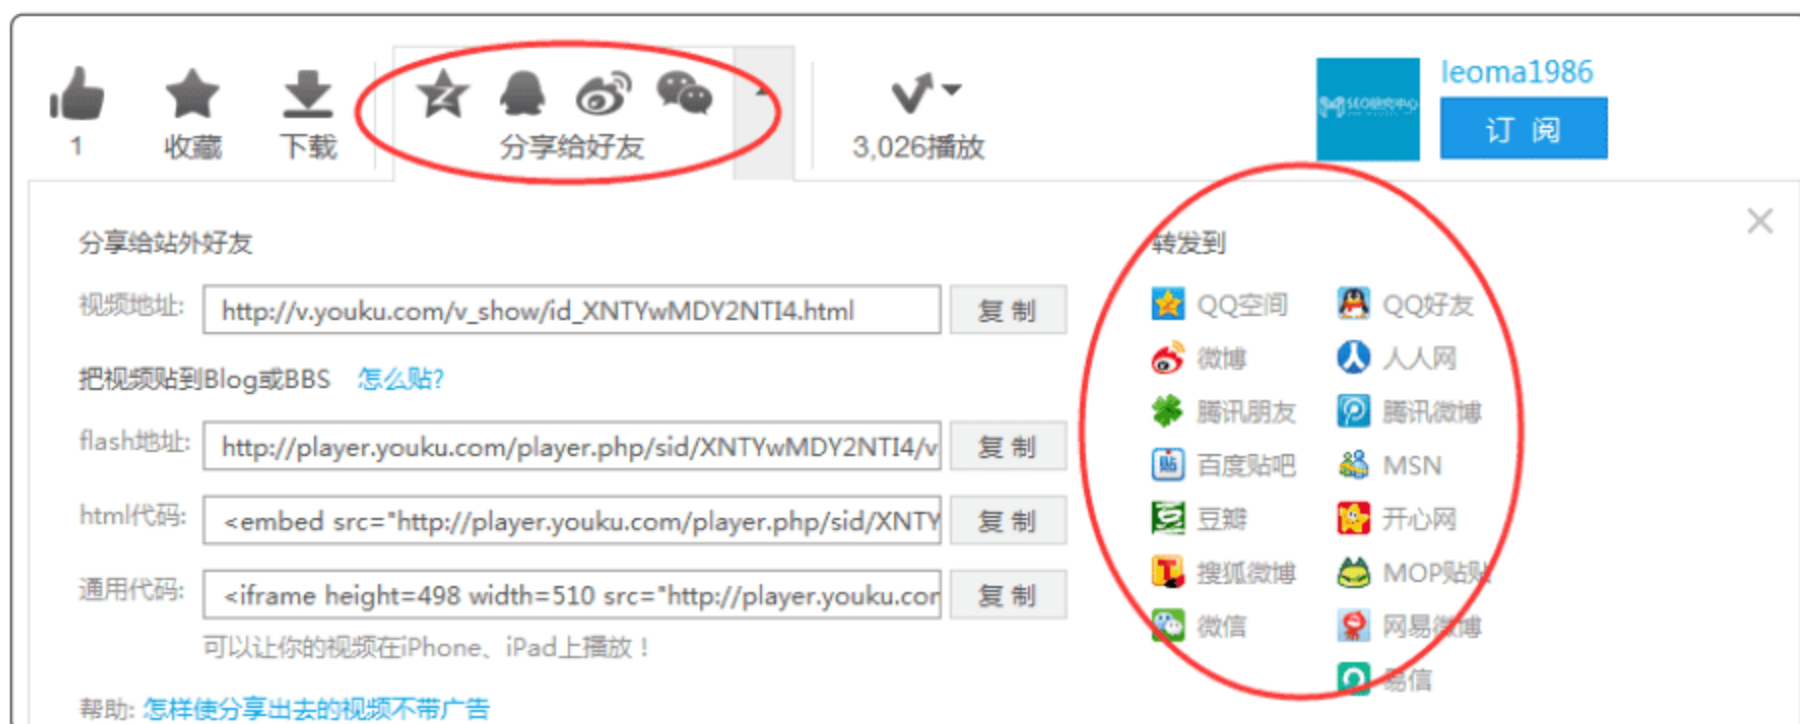 leoma1986
1 收藏 下载 分享给好友 3,026播放
SEO研究中心
订 阅
分享给站外好友
视频地址: http://v.youku.com/v_show/id_XNTYwMDY2NTI4.html 复 制
把视频贴到Blog或BBS 怎么贴?
flash地址: http://player.youku.com/player.php/sid/XNTYwMDY2NTI4/v 复 制
html代码: <embed src="http://player.youku.com/player.php/sid/XNTY 复 制
通用代码: <iframe height=498 width=510 src="http://player.youku.com 复 制
可以让你的视频在iPhone、iPad上播放！
帮助: 怎样使分享出去的视频不带广告
转发到
QQ空间 QQ好友
微博 人人网
腾讯朋友 腾讯微博
贴 百度贴吧 MSN
豆 豆瓣 开心网
搜狐微博 MOP贴贴
微信 网易微博
易信